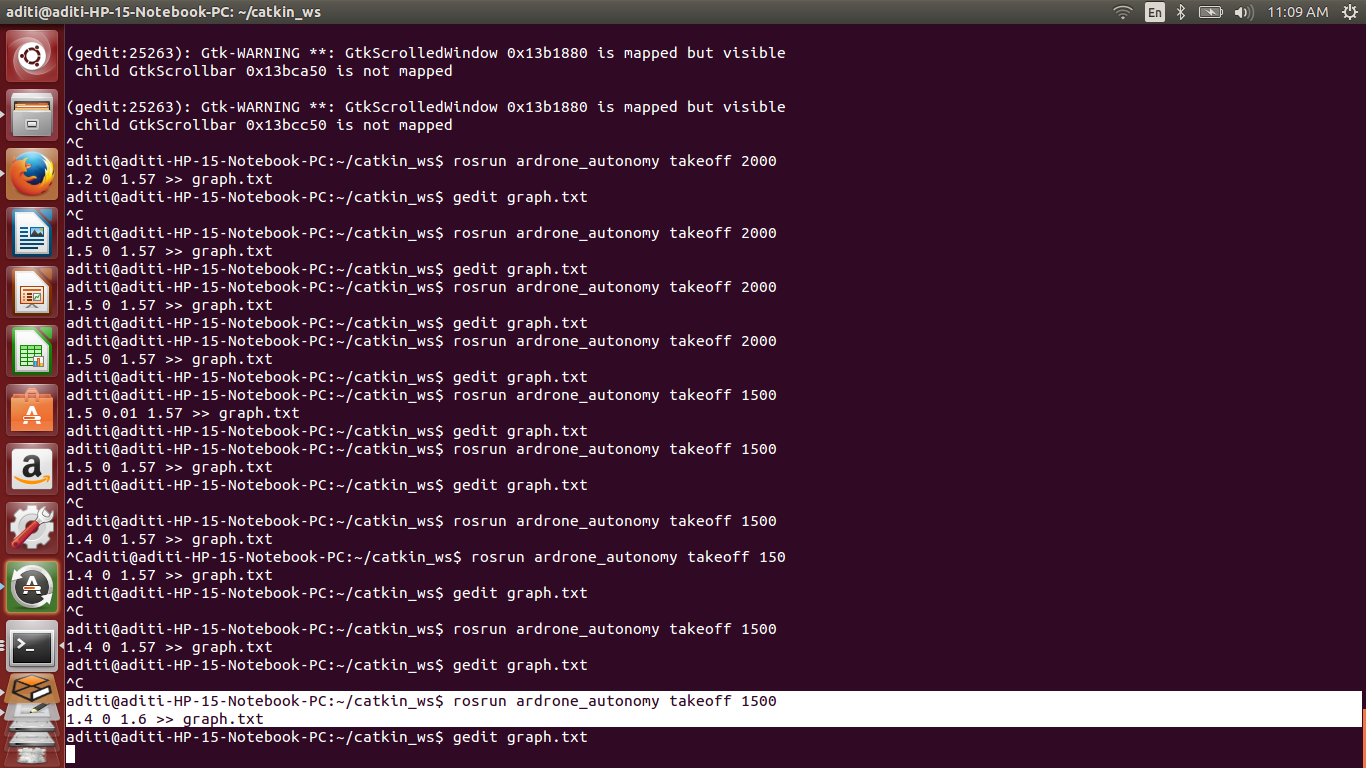 aditi@aditi-HP-15-Notebook-PC: ~/catkin_ws
En
11:09 AM
(gedit:25263): Gtk-WARNING **: GtkScrolledWindow 0x13b1880 is mapped but visible
child GtkScrollbar 0x13bca50 is not mapped
(gedit:25263): Gtk-WARNING **: GtkScrolledWindow 0x13b1880 is mapped but visible
child GtkScrollbar 0x13bcc50 is not mapped
^C
aditi@aditi-HP-15-Notebook-PC:~/catkin_ws$ rosrun ardrone_autonomy takeoff 2000
1.2 0 1.57 >> graph.txt
aditi@aditi-HP-15-Notebook-PC:~/catkin_ws$ gedit graph.txt
^C
aditi@aditi-HP-15-Notebook-PC:~/catkin_ws$ rosrun ardrone_autonomy takeoff 2000
1.5 0 1.57 >> graph.txt
aditi@aditi-HP-15-Notebook-PC:~/catkin_ws$ gedit graph.txt
aditi@aditi-HP-15-Notebook-PC:~/catkin_ws$ rosrun ardrone_autonomy takeoff 2000
1.5 0 1.57 >> graph.txt
aditi@aditi-HP-15-Notebook-PC:~/catkin_ws$ gedit graph.txt
aditi@aditi-HP-15-Notebook-PC:~/catkin_ws$ rosrun ardrone_autonomy takeoff 2000
1.5 0 1.57 >> graph.txt
aditi@aditi-HP-15-Notebook-PC:~/catkin_ws$ gedit graph.txt
aditi@aditi-HP-15-Notebook-PC:~/catkin_ws$ rosrun ardrone_autonomy takeoff 1500
1.5 0.01 1.57 >> graph.txt
aditi@aditi-HP-15-Notebook-PC:~/catkin_ws$ gedit graph.txt
aditi@aditi-HP-15-Notebook-PC:~/catkin_ws$ rosrun ardrone_autonomy takeoff 1500
1.5 0 1.57 >> graph.txt
aditi@aditi-HP-15-Notebook-PC:~/catkin_ws$ gedit graph.txt
^C
aditi@aditi-HP-15-Notebook-PC:~/catkin_ws$ rosrun ardrone_autonomy takeoff 1500
1.4 0 1.57 >> graph.txt
^Caditi@aditi-HP-15-Notebook-PC:~/catkin_ws$ rosrun ardrone_autonomy takeoff 150
1.4 0 1.57 >> graph.txt
aditi@aditi-HP-15-Notebook-PC:~/catkin_ws$ gedit graph.txt
^C
aditi@aditi-HP-15-Notebook-PC:~/catkin_ws$ rosrun ardrone_autonomy takeoff 1500
1.4 0 1.57 >> graph.txt
aditi@aditi-HP-15-Notebook-PC:~/catkin_ws$ gedit graph.txt
^C
aditi@aditi-HP-15-Notebook-PC:~/catkin_ws$ rosrun ardrone_autonomy takeoff 1500
1.4 0 1.6 >> graph.txt
aditi@aditi-HP-15-Notebook-PC:~/catkin_ws$ gedit graph.txt